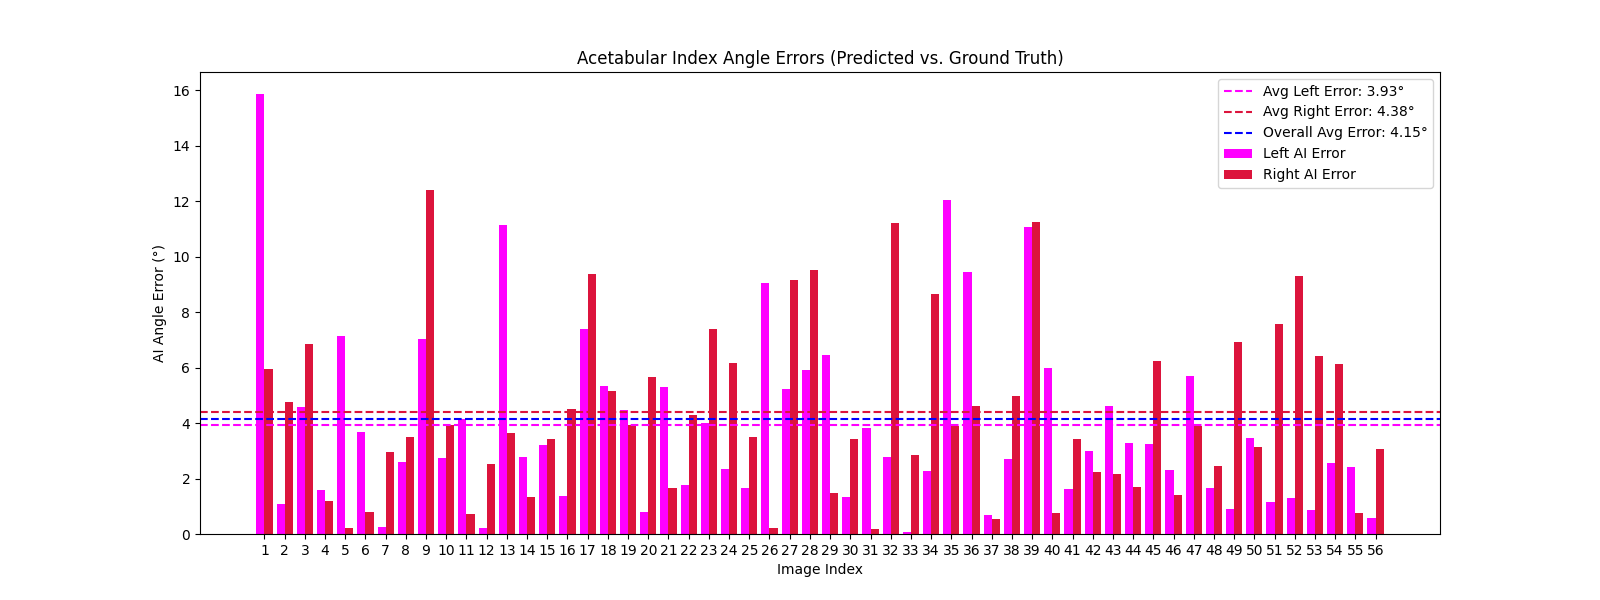 Acetabular Index Angle Errors (Predicted vs. Ground Truth)
AI Angle Error (°)
16
14
12
10
8
6
4
2
0
Avg Left Error: 3.93°
Avg Right Error: 4.38°
Overall Avg Error: 4.15°
Left AI Error
Right AI Error
1 2 3 4 5 6 7 8 9 10 11 12 13 14 15 16 17 18 19 20 21 22 23 24 25 26 27 28 29 30 31 32 33 34 35 36 37 38 39 40 41 42 43 44 45 46 47 48 49 50 51 52 53 54 55 56
Image Index